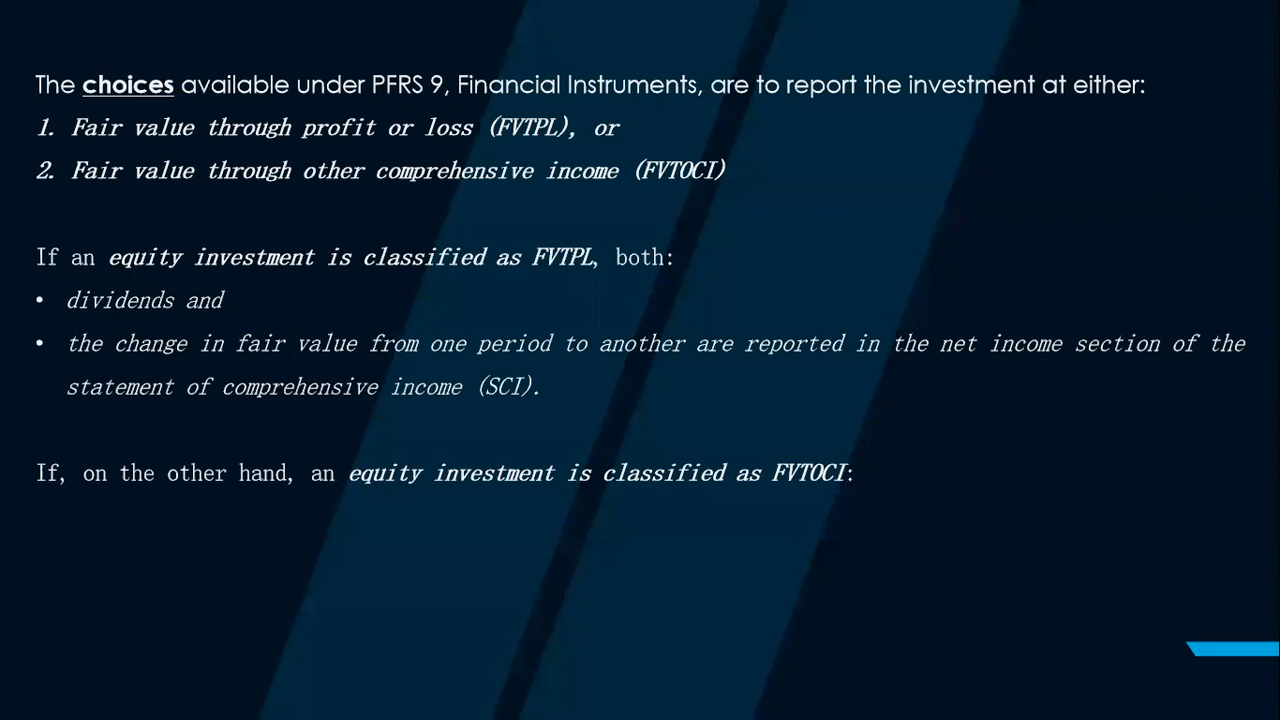 The choices available under PFRS 9, Financial Instruments, are to report the investment at either:
1. Fair value through profit or loss (FVTPL), or
2. Fair value through other comprehensive income (FVTOCI)
If an equity investment is classified as FVTPL, both:
• dividends and
• the change in fair value from one period to another are reported in the net income section of the
statement of comprehensive income (SCI).
If, on the other hand, an equity investment is classified as FVTOCI: